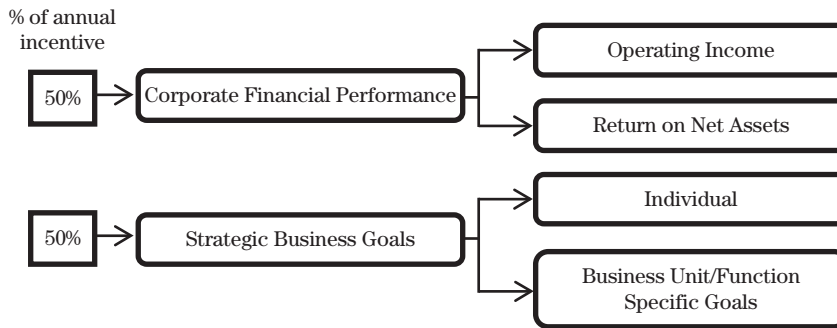 % of annual
incentive
50%
Corporate Financial Performance
Operating Income
Return on Net Assets
50%
Strategic Business Goals
Individual
Business Unit/Function
Specific Goals